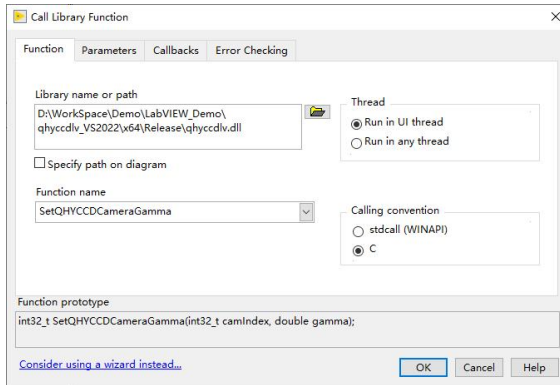 Call Library Function
Function
Parameters
Callbacks
Error Checking
Library name or path
D:\WorkSpace\Demo\LabVIEW_Demo\
qhyccdlv_VS2022\x64\Release\qhyccdlv.dll
Specify path on diagram
Function name
SetQHYCCDCameraGamma
Thread
Run in UI thread
Run in any thread
Calling convention
stdcall (WINAPI)
C
Function prototype
int32_t SetQHYCCDCameraGamma(int32_t camIndex, double gamma);
Consider using a wizard instead...
OK
Cancel
Help